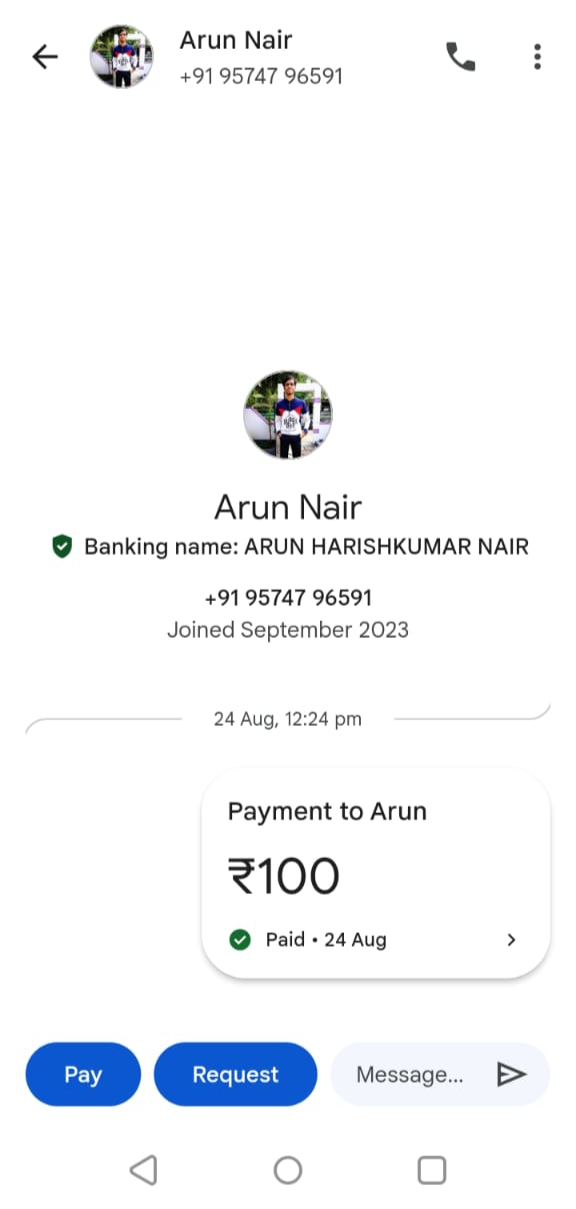 Arun Nair
+91 95747 96591
Arun Nair
Banking name: ARUN HARISHKUMAR NAIR
+91 95747 96591
Joined September 2023
24 Aug, 12:24 pm
Payment to Arun
₹100
Paid • 24 Aug
Pay
Request
Message...